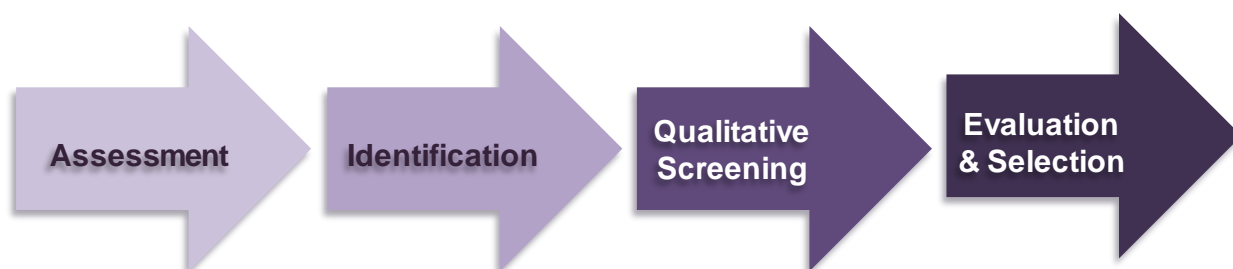 Assessment
Identification
Qualitative
Screening
Evaluation
& Selection